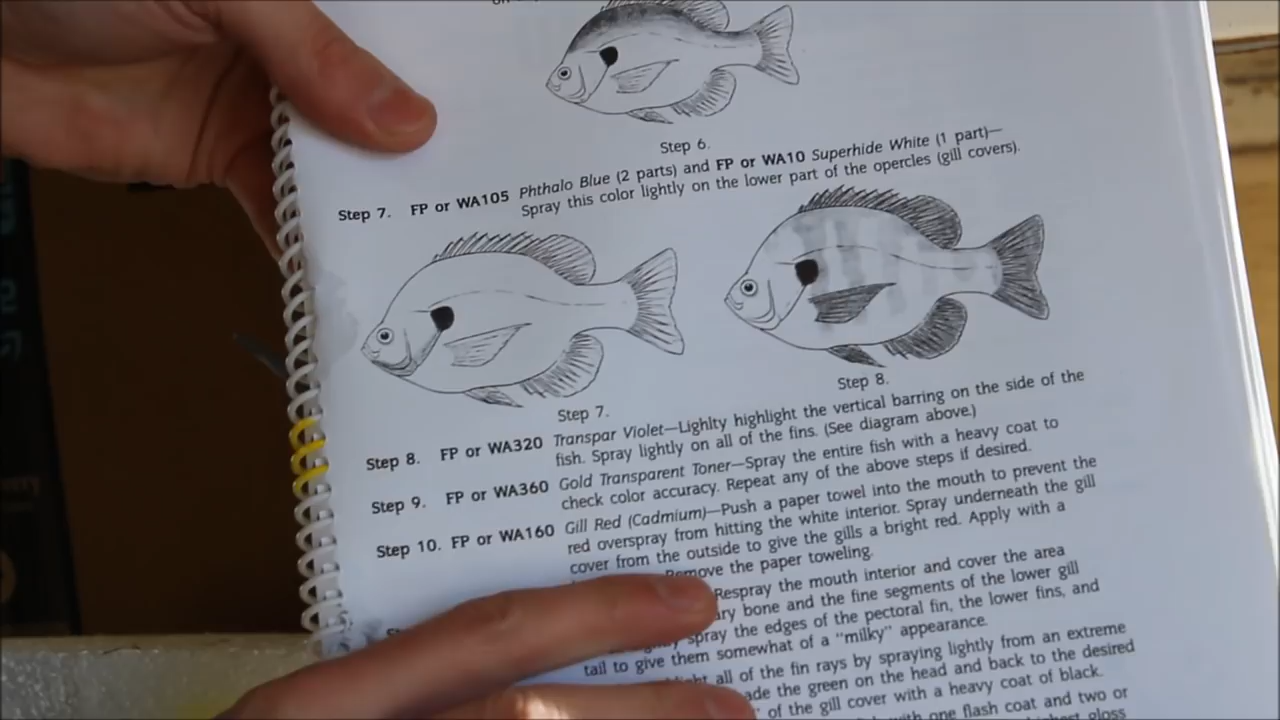 Step 6.
Step 7. FP or WA105 Phthalo Blue (2 parts) and FP or WA10 Superhide White (1 part)—
Spray this color lightly on the lower part of the opercles (gill covers).
Step 7.
Step 8.
Step 8. FP or WA320 Transpar Violet—Lighlty highlight the vertical barring on the side of the
fish. Spray lightly on all of the fins. (See diagram above.)
Step 9. FP or WA360 Gold Transparent Toner—Spray the entire fish with a heavy coat to
check color accuracy. Repeat any of the above steps if desired.
Step 10. FP or WA160 Gill Red (Cadmium)—Push a paper towel into the mouth to prevent the
red overspray from hitting the white interior. Spray underneath the gill
cover from the outside to give the gills a bright red. Apply with a
Remove the paper toweling.
Respray the mouth interior and cover the area
bone and the fine segments of the lower gill
spray the edges of the pectoral fin, the lower fins, and
tail to give them somewhat of a "milky" appearance.
all of the fin rays by spraying lightly from an extreme
the green on the head and back to the desired
of the gill cover with a heavy coat of black.
with one flash coat and two or
gloss